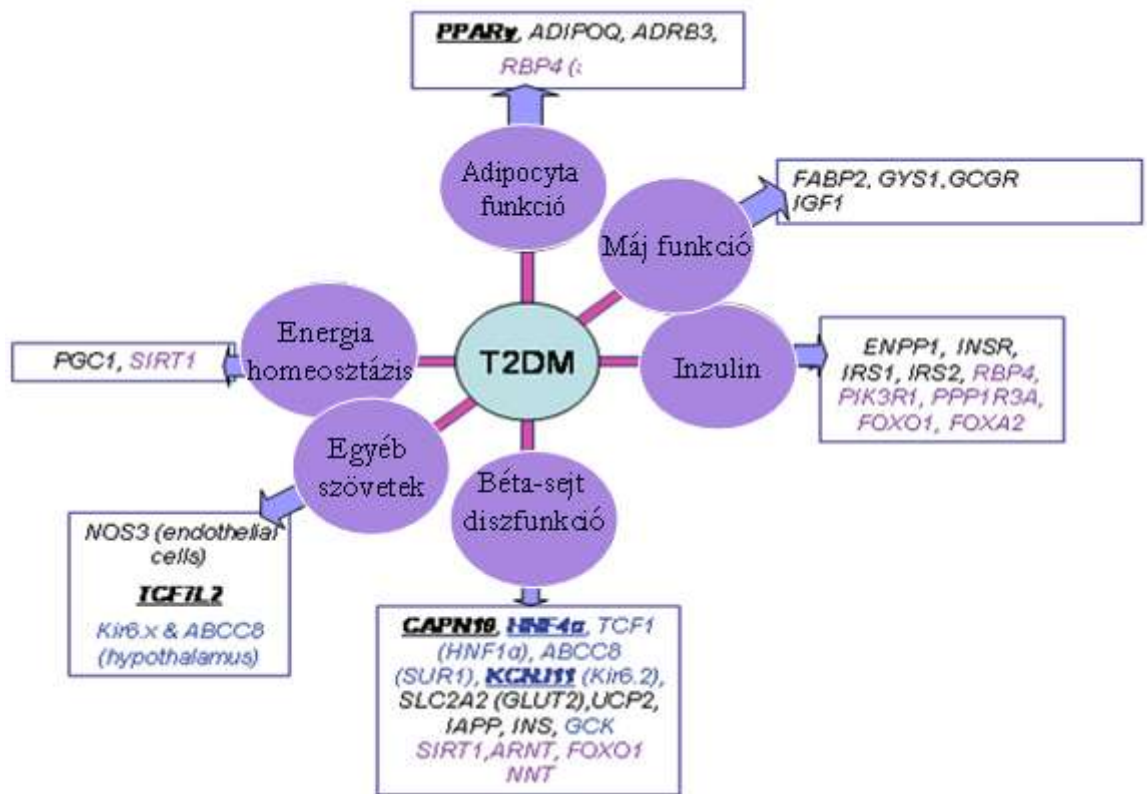 PPARγ, ADIPOQ, ADRB3,
RBP4 (
Adipocyta
funkció
FABP2, GYS1, GCGR
IGF1
Máj funkció
Energia
homeosztázis
PGC1, SIRT1
T2DM
Inzulin
ENPP1, INSR,
IRS1, IRS2, RBP4,
PIK3R1, PPP1R3A,
FOXO1, FOXA2
Egyéb
szövetek
Béta-sejt
diszfunkció
NOS3 (endothelial
cells)
TCF7L2
Kir6.x & ABCC8
(hypothalamus)
CAPN10, HNF4α, TCF1
(HNF1α), ABCC8
(SUR1), KCNJ11 (Kir6.2),
SLC2A2 (GLUT2),UCP2,
IAPP, INS, GCK
SIRT1,ARNT, FOXO1
NNT